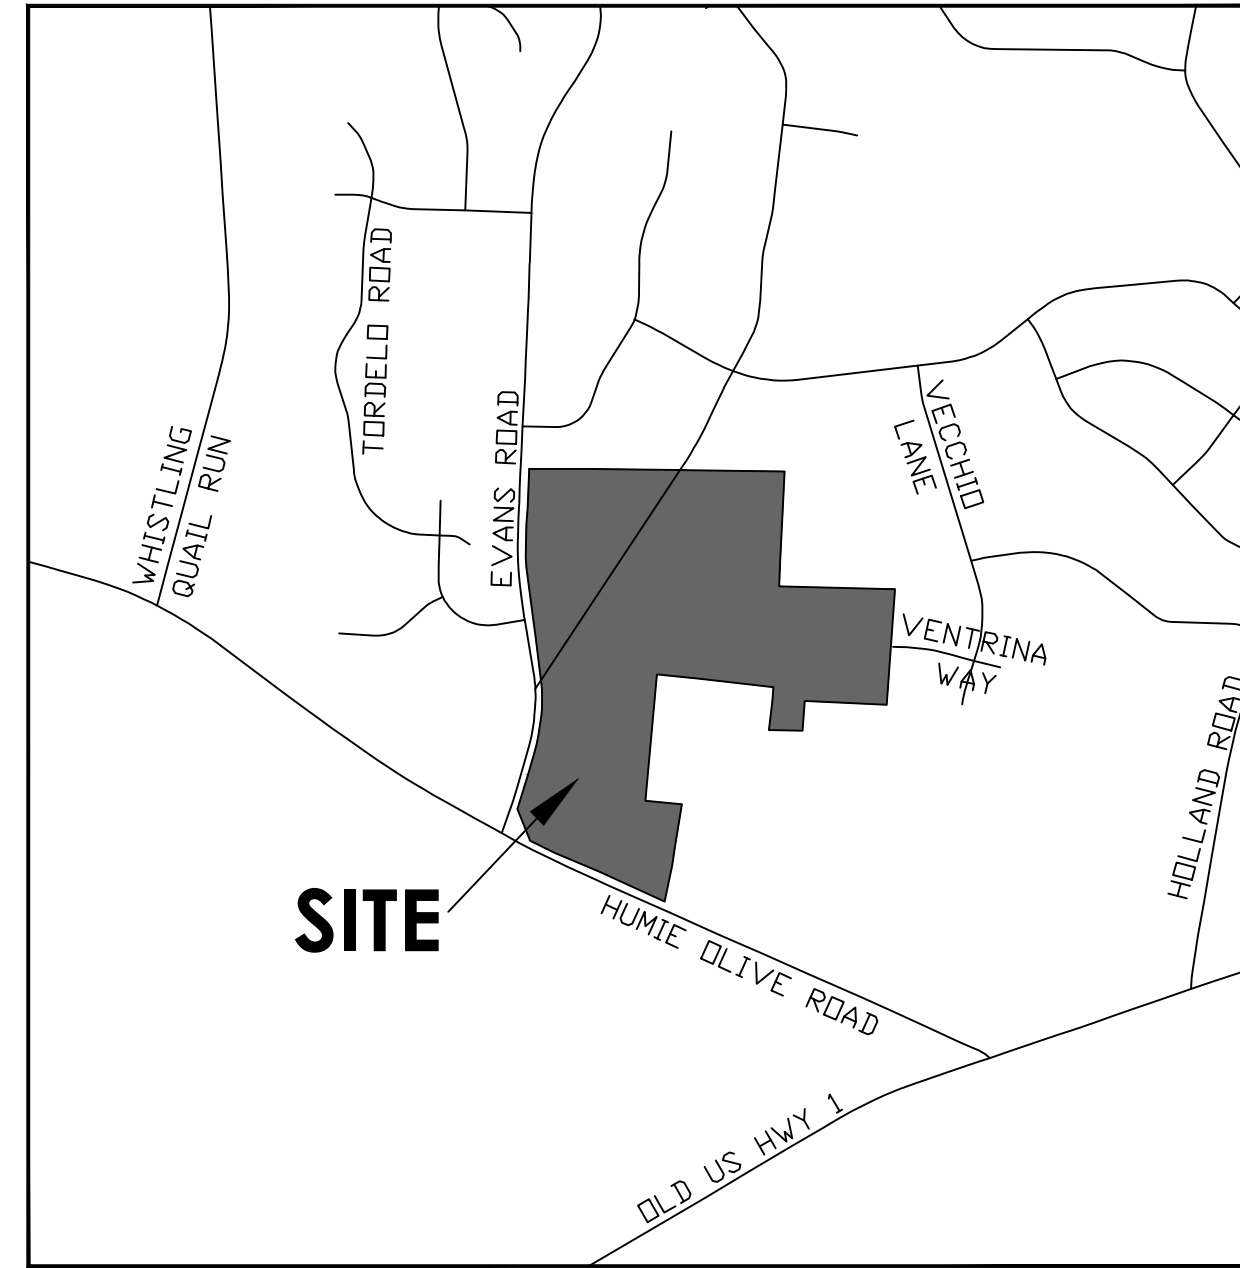 TORDELO ROAD
EVANS ROAD
WHISTLING
QUAIL RUN
VECCHIO
LANE
VENTRINA
WAY
HOLLAND ROAD
SITE
HUMIE OLIVE ROAD
OLD US HWY 1